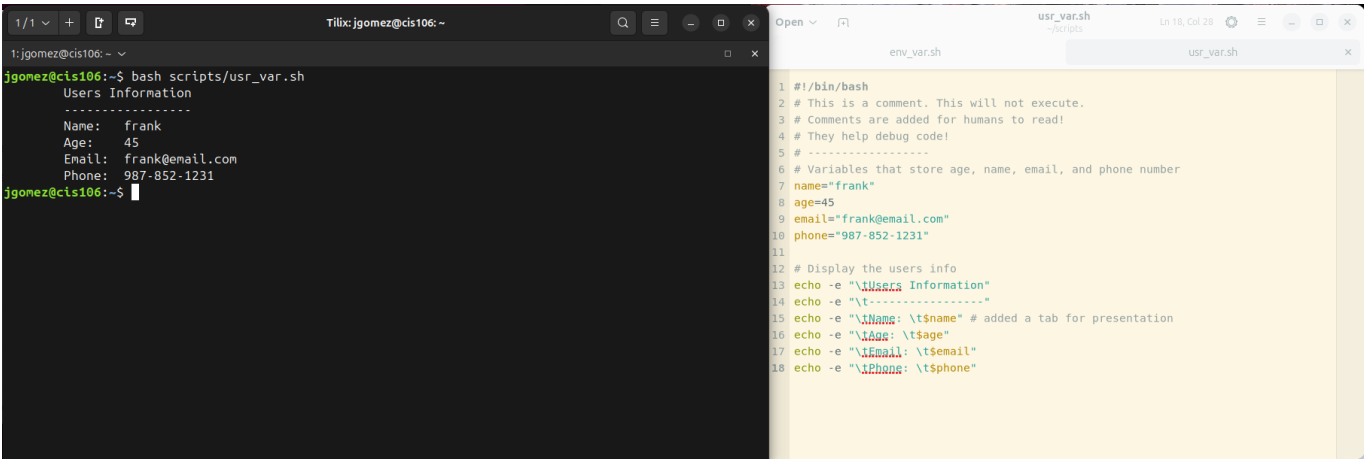 1/1
Tilix: jgomez@cis106: ~
1: jgomez@cis106: ~
jgomez@cis106:~$ bash scripts/usr_var.sh
Users Information
-----------------
Name: frank
Age: 45
Email: frank@email.com
Phone: 987-852-1231
jgomez@cis106:~$
Open
usr_var.sh
~/scripts
Ln 18, Col 28
env_var.sh
usr_var.sh
1 #!/bin/bash
2 # This is a comment. This will not execute.
3 # Comments are added for humans to read!
4 # They help debug code!
5 # ------------------
6 # Variables that store age, name, email, and phone number
7 name="frank"
8 age=45
9 email="frank@email.com"
10 phone="987-852-1231"
11
12 # Display the users info
13 echo -e "\tUsers Information"
14 echo -e "\t-----------------"
15 echo -e "\tName: \t$name" # added a tab for presentation
16 echo -e "\tAge: \t$age"
17 echo -e "\tEmail: \t$email"
18 echo -e "\tPhone: \t$phone"